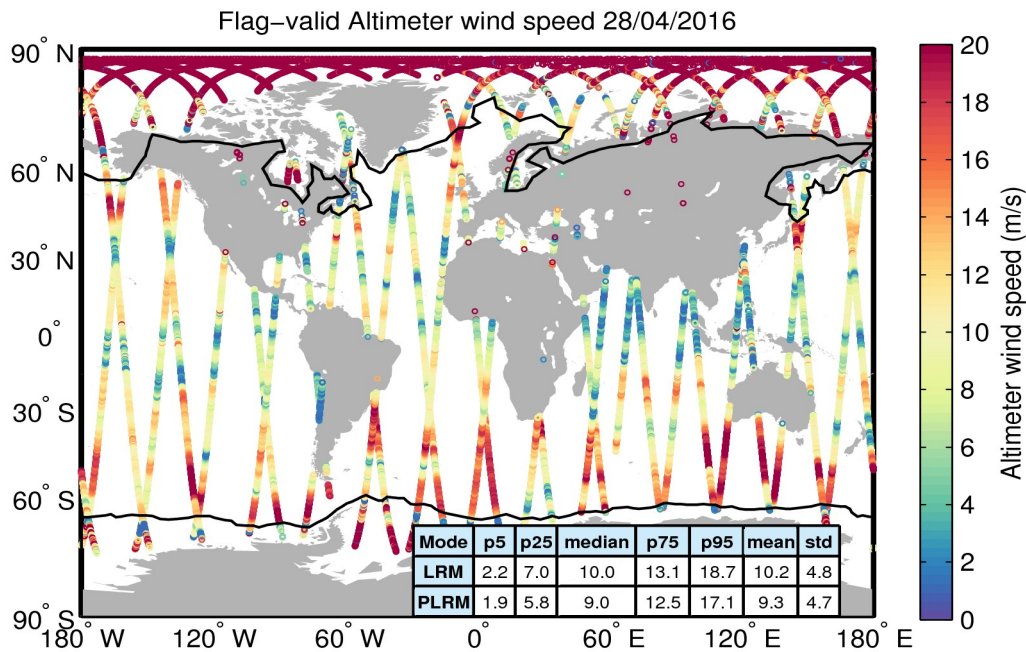 Flag-valid Altimeter wind speed 28/04/2016
90° N
60° N
30° N
0°
30° S
60° S
90° S
180° W
120° W
60° W
0°
60° E
120° E
180° E
20
18
16
14
12
10
8
6
4
2
0
Altimeter wind speed (m/s)
Mode p5 p25 median p75 p95 mean std
LRM 2.2 7.0 10.0 13.1 18.7 10.2 4.8
PLRM 1.9 5.8 9.0 12.5 17.1 9.3 4.7